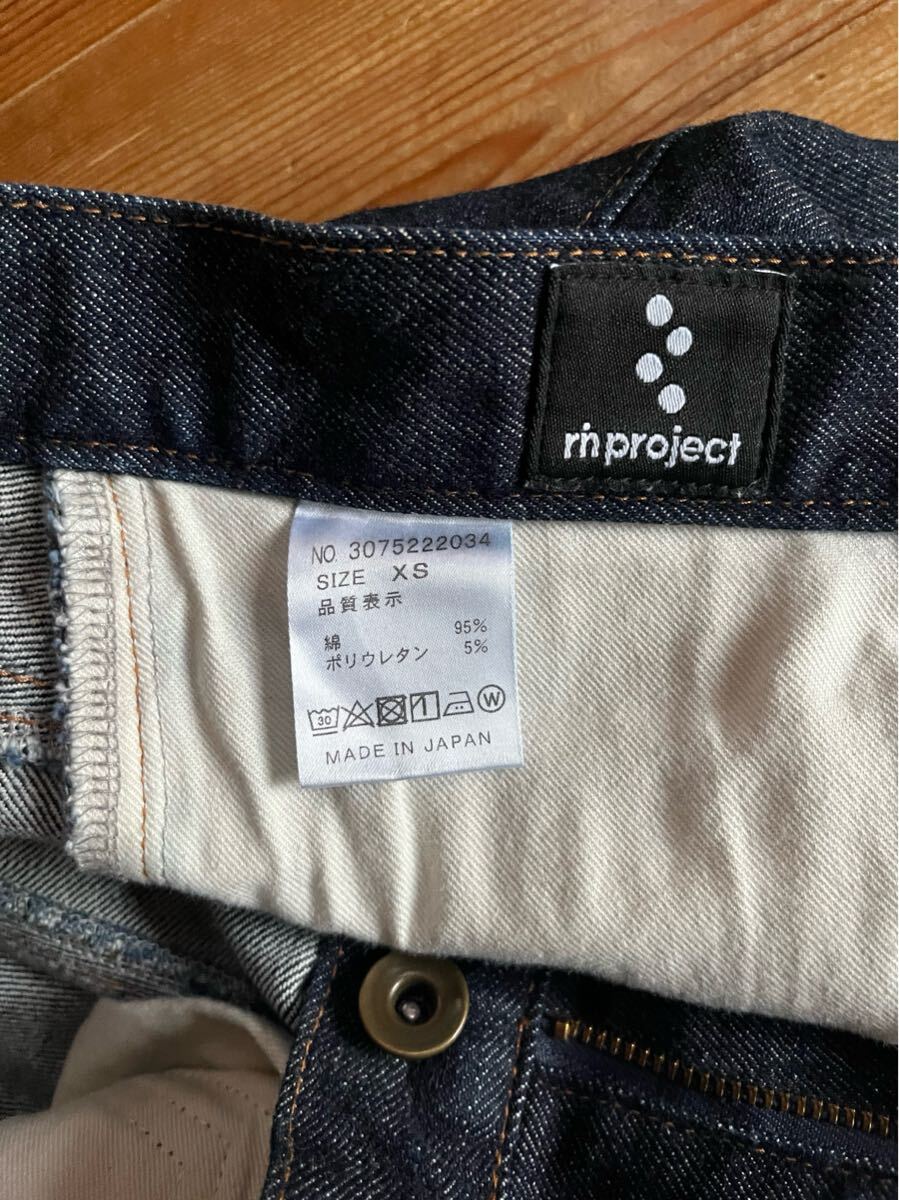 rin project
NO. 3075222034
SIZE XS
品質表示
綿 95%
ポリウレタン 5%
30 W
MADE IN JAPAN